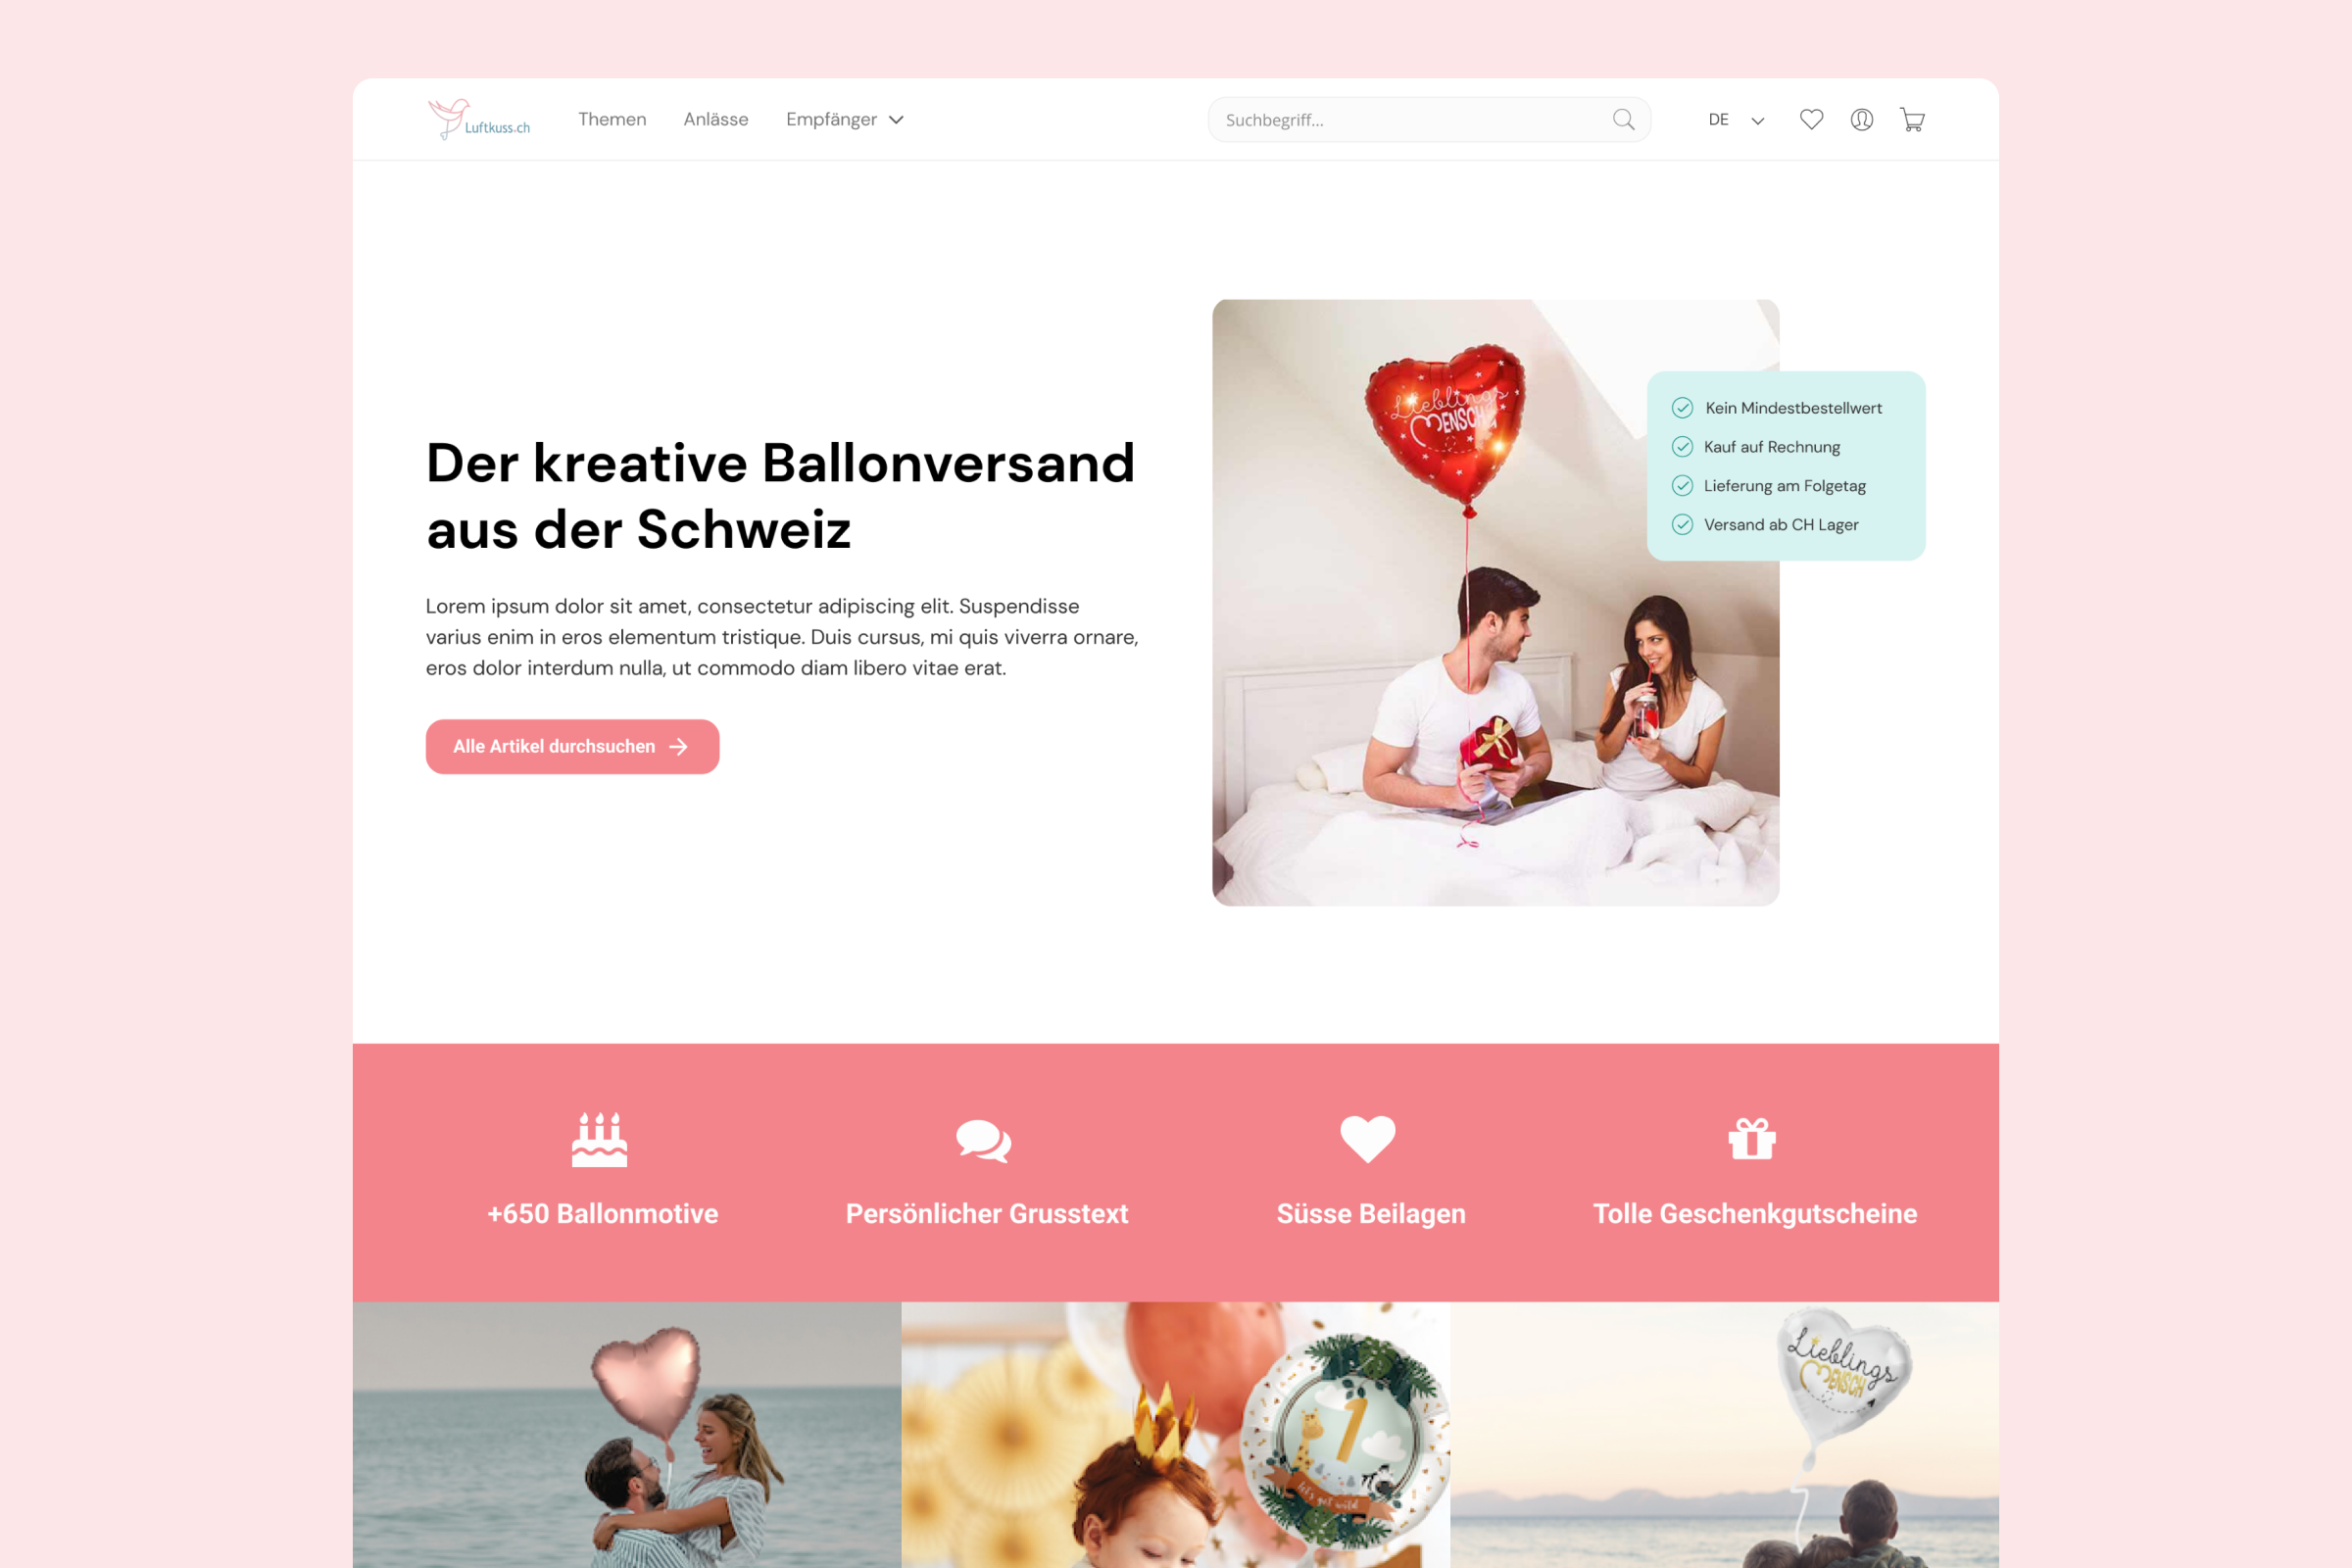 Luftkuss.ch
Themen
Anlässe
Empfänger
Suchbegriff...
DE
Der kreative Ballonversand
aus der Schweiz
Lorem ipsum dolor sit amet, consectetur adipiscing elit. Suspendisse
varius enim in eros elementum tristique. Duis cursus, mi quis viverra ornare,
eros dolor interdum nulla, ut commodo diam libero vitae erat.
Alle Artikel durchsuchen
Lieblings
MENSCH
Kein Mindestbestellwert
Kauf auf Rechnung
Lieferung am Folgetag
Versand ab CH Lager
+650 Ballonmotive
Persönlicher Grusstext
Süsse Beilagen
Tolle Geschenkgutscheine
1
let's get wild
Lieblings
MENSCH